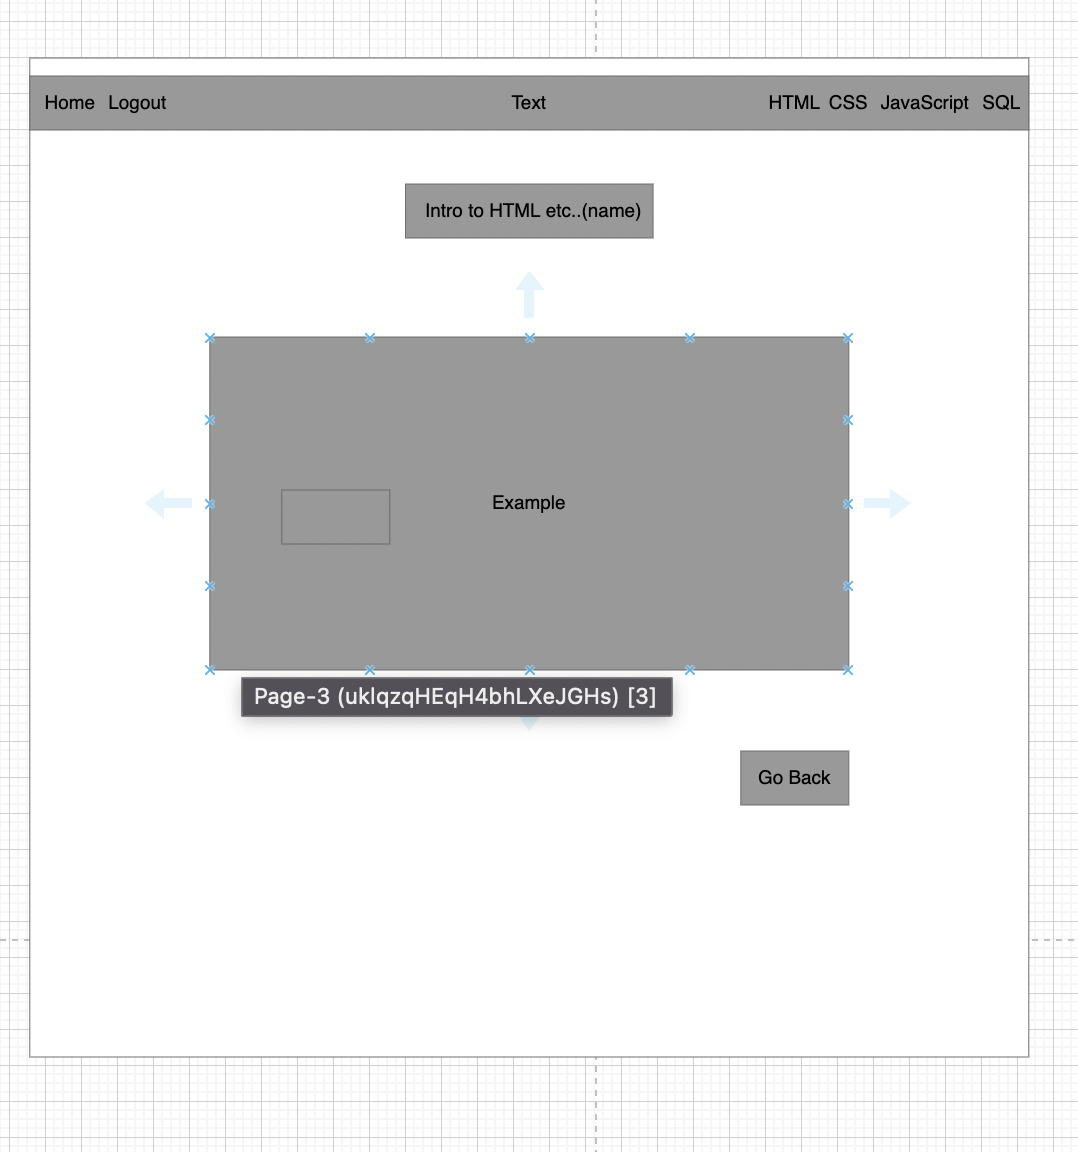 Home Logout Text HTML CSS JavaScript SQL
Intro to HTML etc..(name)
Example
Page-3 (uklqzqHEqH4bhLXeJGHs) [3]
Go Back